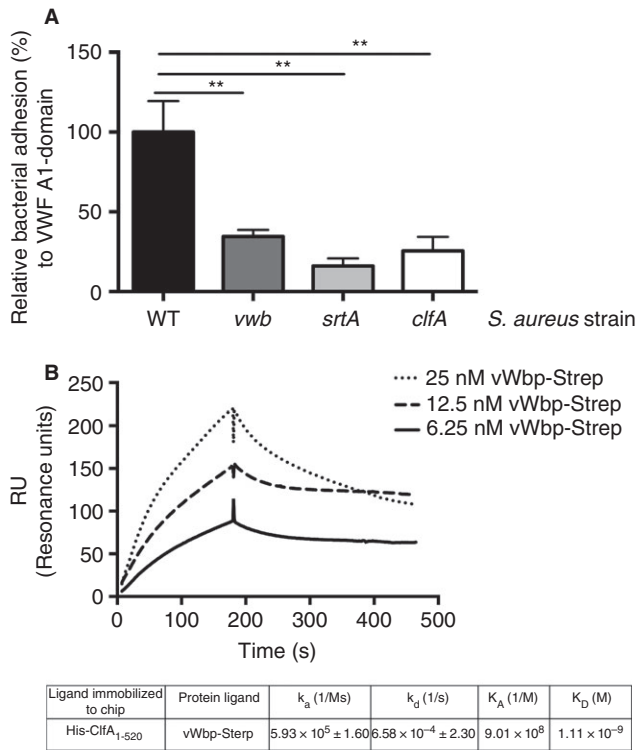 A
**
**
**
Relative bacterial adhesion (%)
to VWF A1-domain
150
100
50
0
WT vwb srtA clfA S. aureus strain
B
25 nM vWbp-Strep
12.5 nM vWbp-Strep
6.25 nM vWbp-Strep
RU
(Resonance units)
250
200
150
100
50
0
0 100 200 300 400 500
Time (s)
Ligand immobilized
to chip
Protein ligand
kₐ (1/Ms)
k_d (1/s)
K_A (1/M)
K_D (M)
His-ClfA₁₋₅₂₀
vWbp-Sterp
5.93 × 10⁵ ± 1.60
6.58 × 10⁻⁴ ± 2.30
9.01 × 10⁸
1.11 × 10⁻⁹